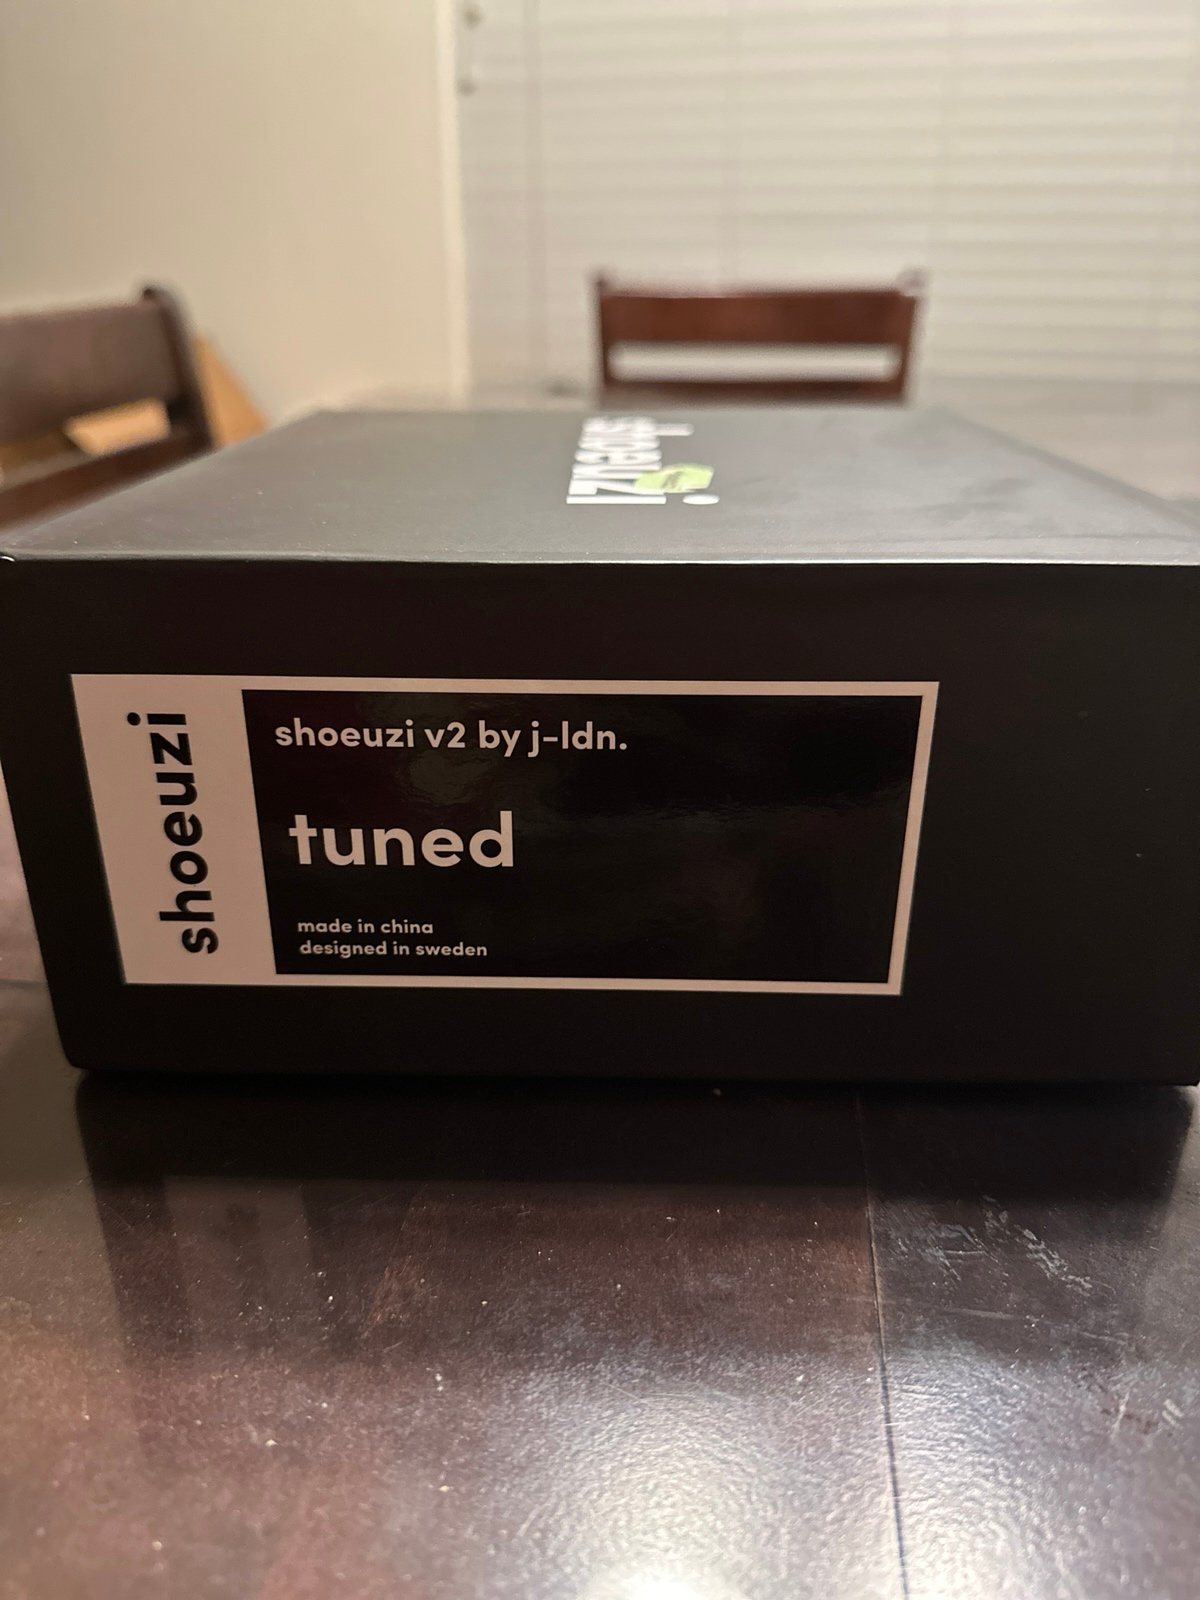 shoeuzi
shoeuzi
shoeuzi v2 by j-ldn.
tuned
made in china
designed in sweden